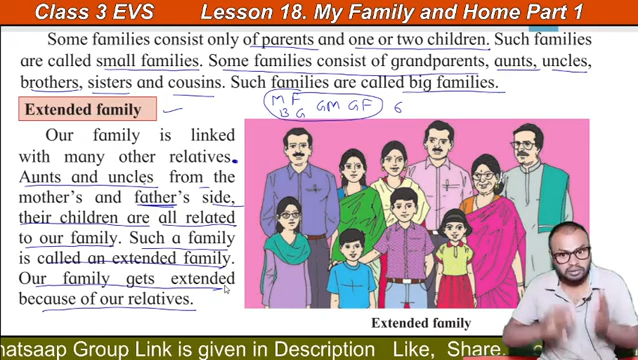 Class 3 EVS Lesson 18. My Family and Home Part 1
Some families consist only of parents and one or two children. Such families
are called small families. Some families consist of grandparents, aunts, uncles,
brothers, sisters and cousins. Such families are called big families.
M F
B G GM GF 6
Extended family
Our family is linked
with many other relatives.
Aunts and uncles from the
mother's and father's side,
their children are all related
to our family. Such a family
is called an extended family.
Our family gets extended
because of our relatives.
Extended family
hatsaap Group Link is given in Description Like, Share